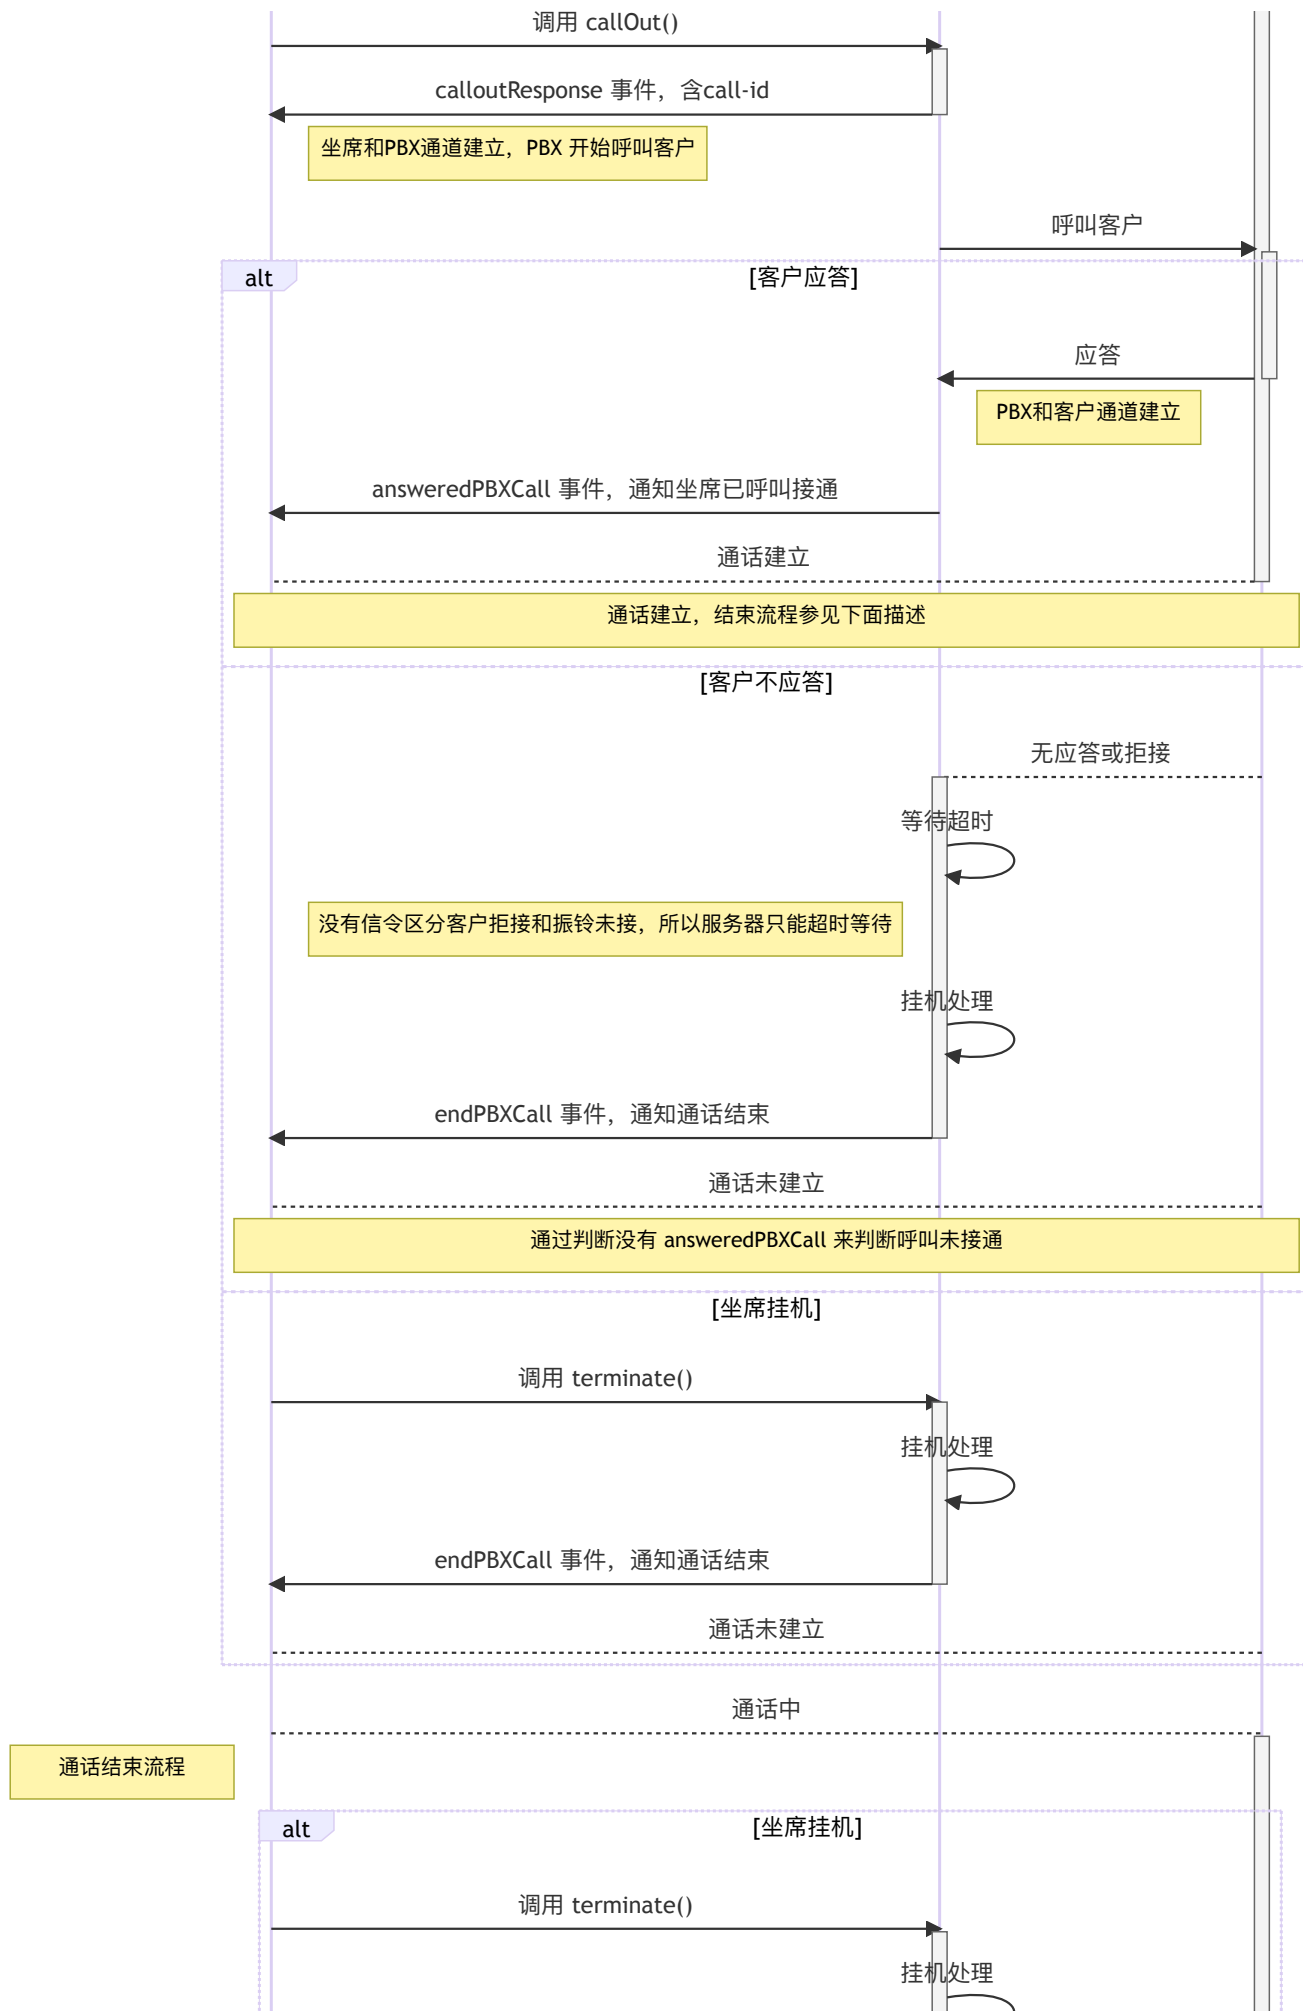 调用 callOut()
calloutResponse 事件，含call-id
坐席和PBX通道建立，PBX 开始呼叫客户
呼叫客户
alt
[客户应答]
应答
PBX和客户通道建立
answeredPBXCall 事件，通知坐席已呼叫接通
通话建立
通话建立，结束流程参见下面描述
[客户不应答]
无应答或拒接
等待超时
没有信令区分客户拒接和振铃未接，所以服务器只能超时等待
挂机处理
endPBXCall 事件，通知通话结束
通话未建立
通过判断没有 answeredPBXCall 来判断呼叫未接通
[坐席挂机]
调用 terminate()
挂机处理
endPBXCall 事件，通知通话结束
通话未建立
通话中
通话结束流程
alt
[坐席挂机]
调用 terminate()
挂机处理